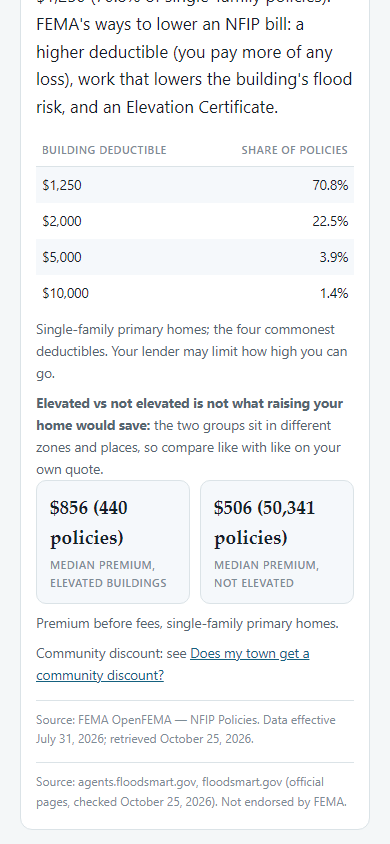 $1,250 (70.8% of single-family policies).
FEMA's ways to lower an NFIP bill: a
higher deductible (you pay more of any
loss), work that lowers the building's flood
risk, and an Elevation Certificate.
BUILDING DEDUCTIBLE SHARE OF POLICIES
$1,250 70.8%
$2,000 22.5%
$5,000 3.9%
$10,000 1.4%
Single-family primary homes; the four commonest
deductibles. Your lender may limit how high you can
go.
Elevated vs not elevated is not what raising your
home would save: the two groups sit in different
zones and places, so compare like with like on your
own quote.
$856 (440
policies)
MEDIAN PREMIUM,
ELEVATED BUILDINGS
$506 (50,341
policies)
MEDIAN PREMIUM,
NOT ELEVATED
Premium before fees, single-family primary homes.
Community discount: see Does my town get a
community discount?
Source: FEMA OpenFEMA — NFIP Policies. Data effective
July 31, 2026; retrieved October 25, 2026.
Source: agents.floodsmart.gov, floodsmart.gov (official
pages, checked October 25, 2026). Not endorsed by FEMA.